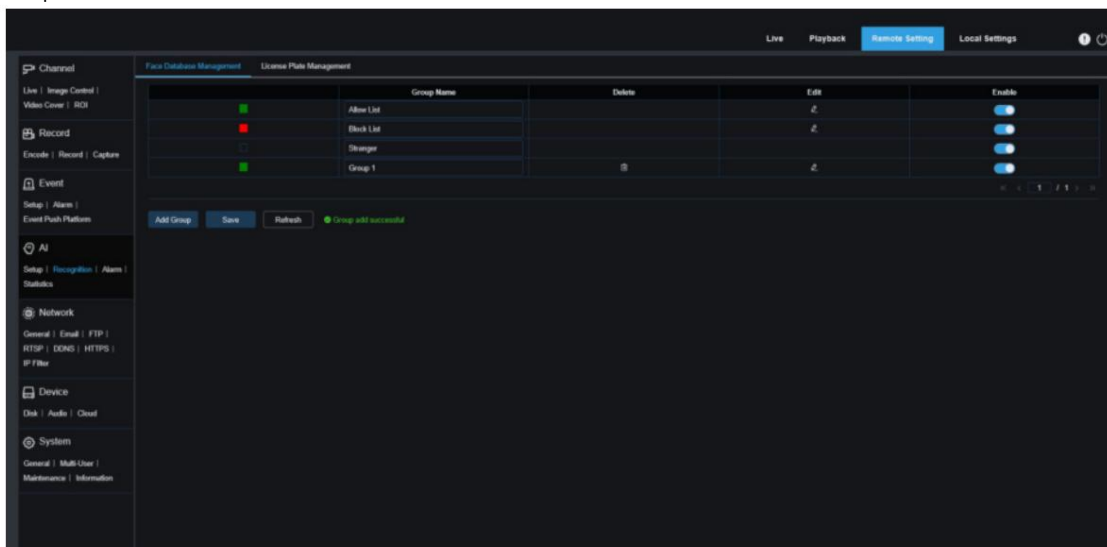 Live Playback Remote Setting Local Settings
Channel
Live | Image Control |
Video Cover | ROI
Record
Encode | Record | Capture
Event
Setup | Alarm |
Event Push Platform
AI
Setup | Recognition | Alarm |
Statistics
Network
General | Email | FTP |
RTSP | DDNS | HTTPS |
IP Filter
Device
Disk | Audio | Cloud
System
General | Multi-User |
Maintenance | Information
Face Database Management License Plate Management
Group Name Delete Edit Enable
Allow List
Block List
Stranger
Group 1
1 / 1
Add Group Save Refresh Group add successful